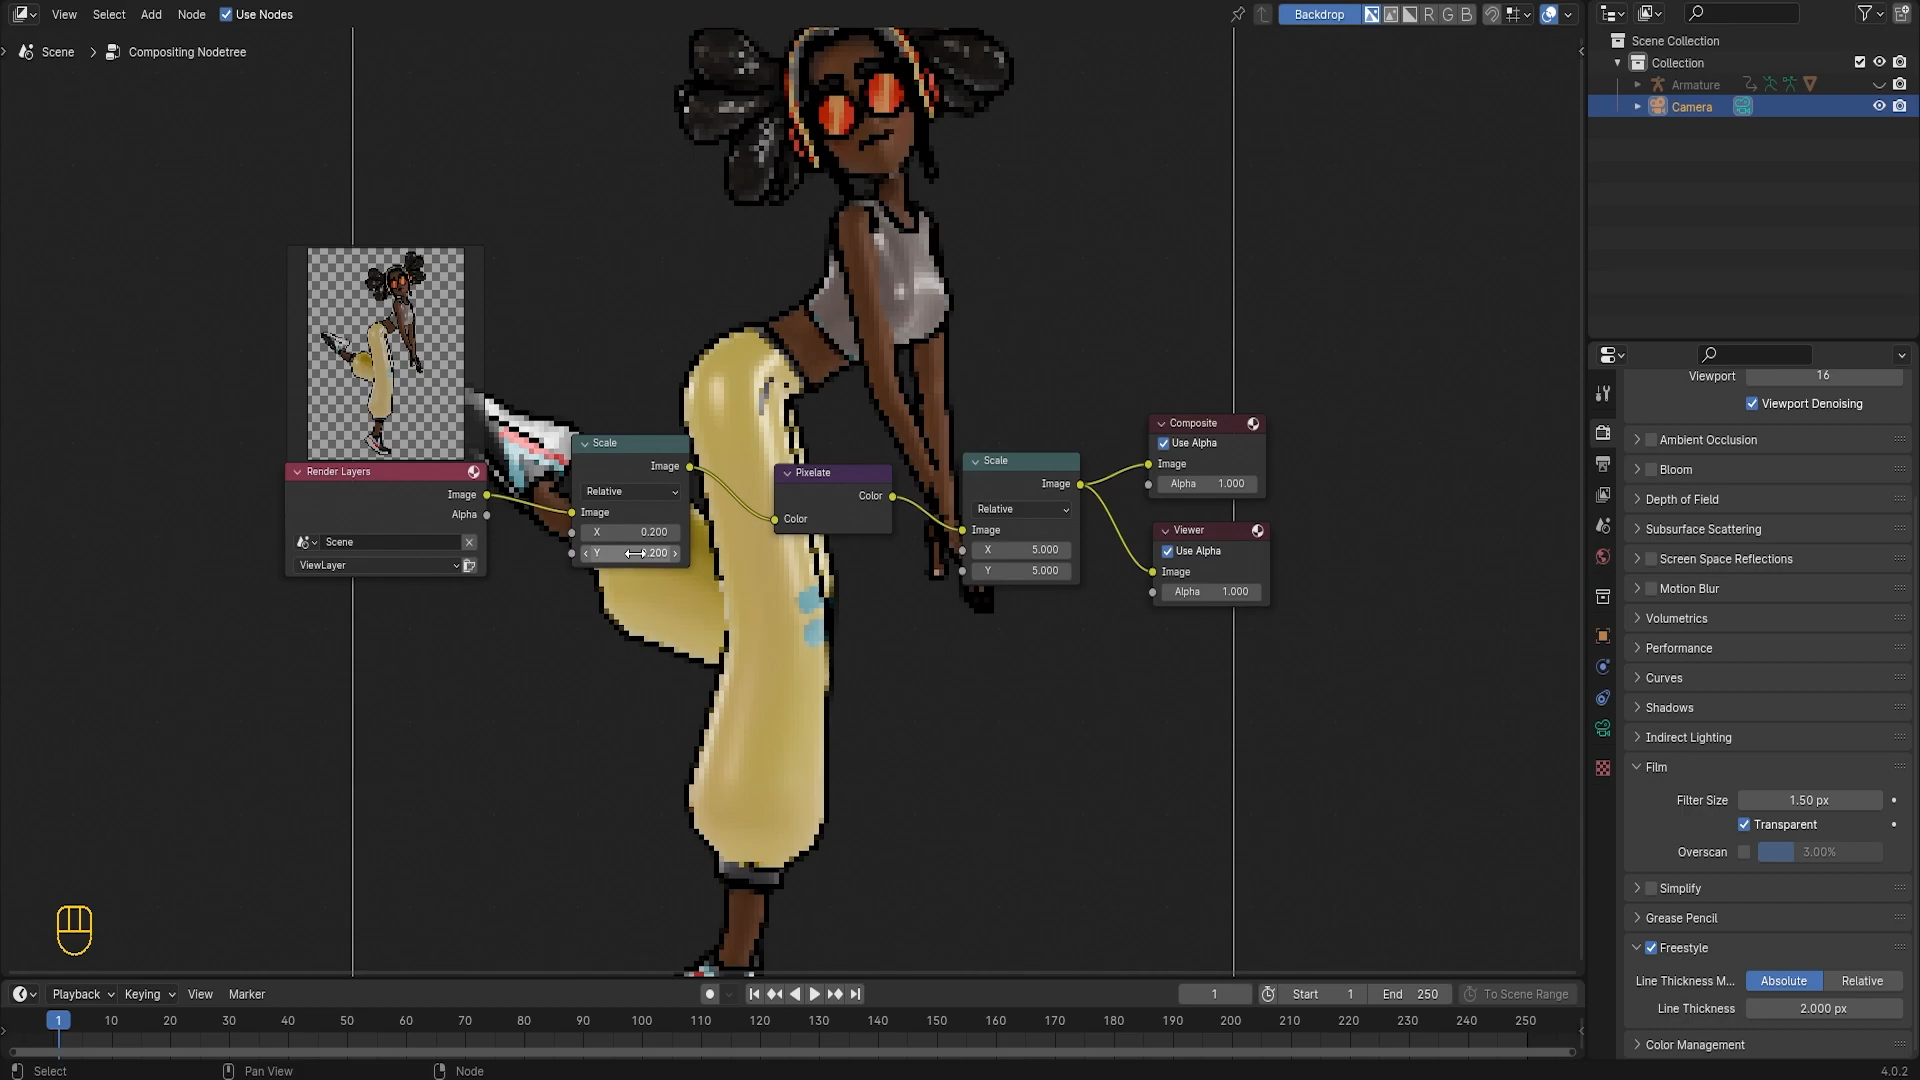 View Select Add Node Use Nodes
Backdrop R G B
Scene Compositing Nodetree
Scene Collection
Collection
Armature
Camera
Render Layers
Image
Alpha
Scene
ViewLayer
Scale
Image
Relative
Image
X 0.200
Y .200
Pixelate
Color
Color
Scale
Image
Relative
Image
X 5.000
Y 5.000
Composite
Use Alpha
Image
Alpha 1.000
Viewer
Use Alpha
Image
Alpha 1.000
Viewport 16
Viewport Denoising
Ambient Occlusion
Bloom
Depth of Field
Subsurface Scattering
Screen Space Reflections
Motion Blur
Volumetrics
Performance
Curves
Shadows
Indirect Lighting
Film
Filter Size 1.50 px
Transparent
Overscan 3.00%
Simplify
Grease Pencil
Freestyle
Line Thickness M... Absolute Relative
Line Thickness 2.000 px
Color Management
Playback Keying View Marker
1 Start 1 End 250 To Scene Range
1 10 20 30 40 50 60 70 80 90 100 110 120 130 140 150 160 170 180 190 200 210 220 230 240 250
Select Pan View Node 4.0.2